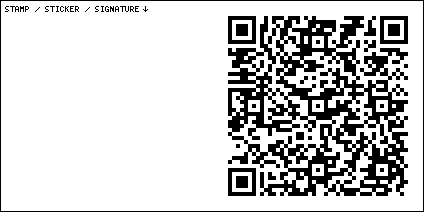 STAMP / STICKER / SIGNATURE ↓